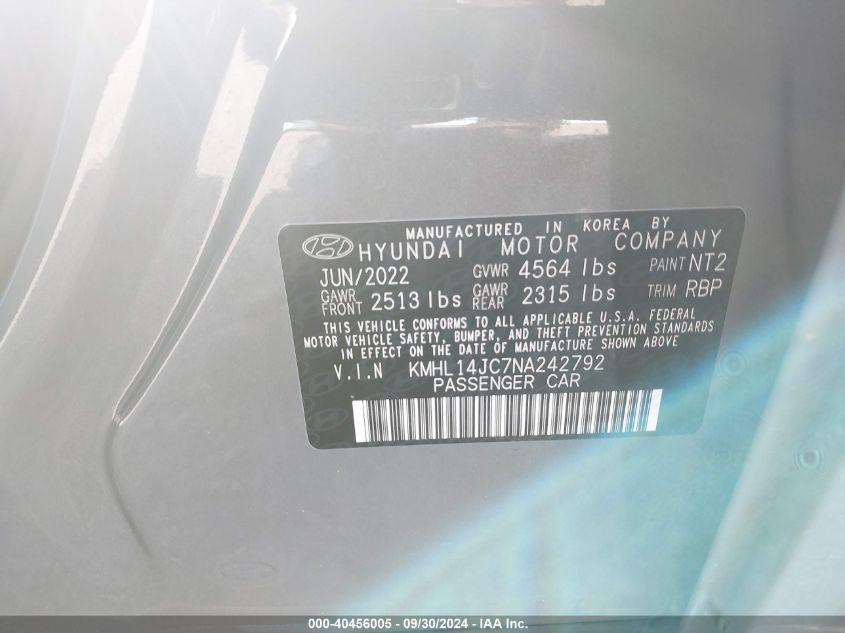 MANUFACTURED IN KOREA BY
HYUNDAI MOTOR COMPANY
JUN/2022 GVWR 4564 lbs PAINT NT2
GAWR FRONT 2513 lbs GAWR REAR 2315 lbs TRIM RBP
THIS VEHICLE CONFORMS TO ALL APPLICABLE U.S.A. FEDERAL
MOTOR VEHICLE SAFETY, BUMPER, AND THEFT PREVENTION STANDARDS
IN EFFECT ON THE DATE OF MANUFACTURE SHOWN ABOVE
V.I.N KMHL14JC7NA242792
PASSENGER CAR
000-40456005 - 09/30/2024 - 1JC115